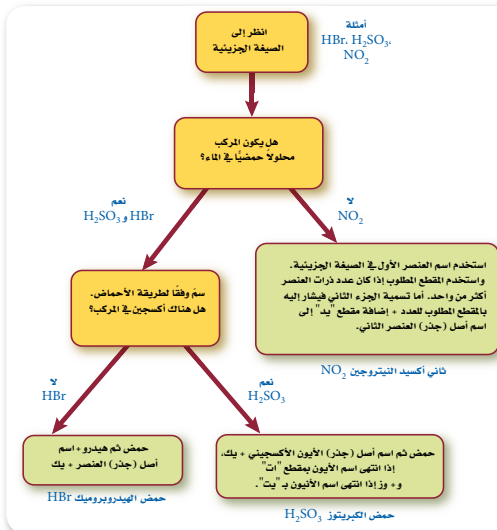 انظر إلى
الصيغة الجزيئية
أمثلة
HBr، H₂SO₃،
NO₂
هل يكون المركب
محلولاً حمضيًّا في الماء؟
نعم
HBr و H₂SO₃
لا
NO₂
سمِّ وفقًا لطريقة الأحماض.
هل هناك أكسجين في المركب؟
استخدم اسم العنصر الأول في الصيغة الجزيئية.
واستخدم المقطع المطلوب إذا كان عدد ذرات العنصر
أكثر من واحد. أما تسمية الجزء الثاني فيشار إليه
بالمقطع المطلوب للعدد + إضافة مقطع "يد" إلى
اسم أصل (جذر) العنصر الثاني.
ثاني أكسيد النيتروجين NO₂
لا
HBr
نعم
H₂SO₃
حمض ثم هيدرو + اسم
أصل (جذر) العنصر + يك
حمض الهيدروبروميك HBr
حمض ثم اسم أصل (جذر) الأيون الأكسجيني + يك،
إذا انتهى اسم الأيون بمقطع "ات"
و + وز إذا انتهى اسم الأنيون بـ "يت".
حمض الكبريتوز H₂SO₃